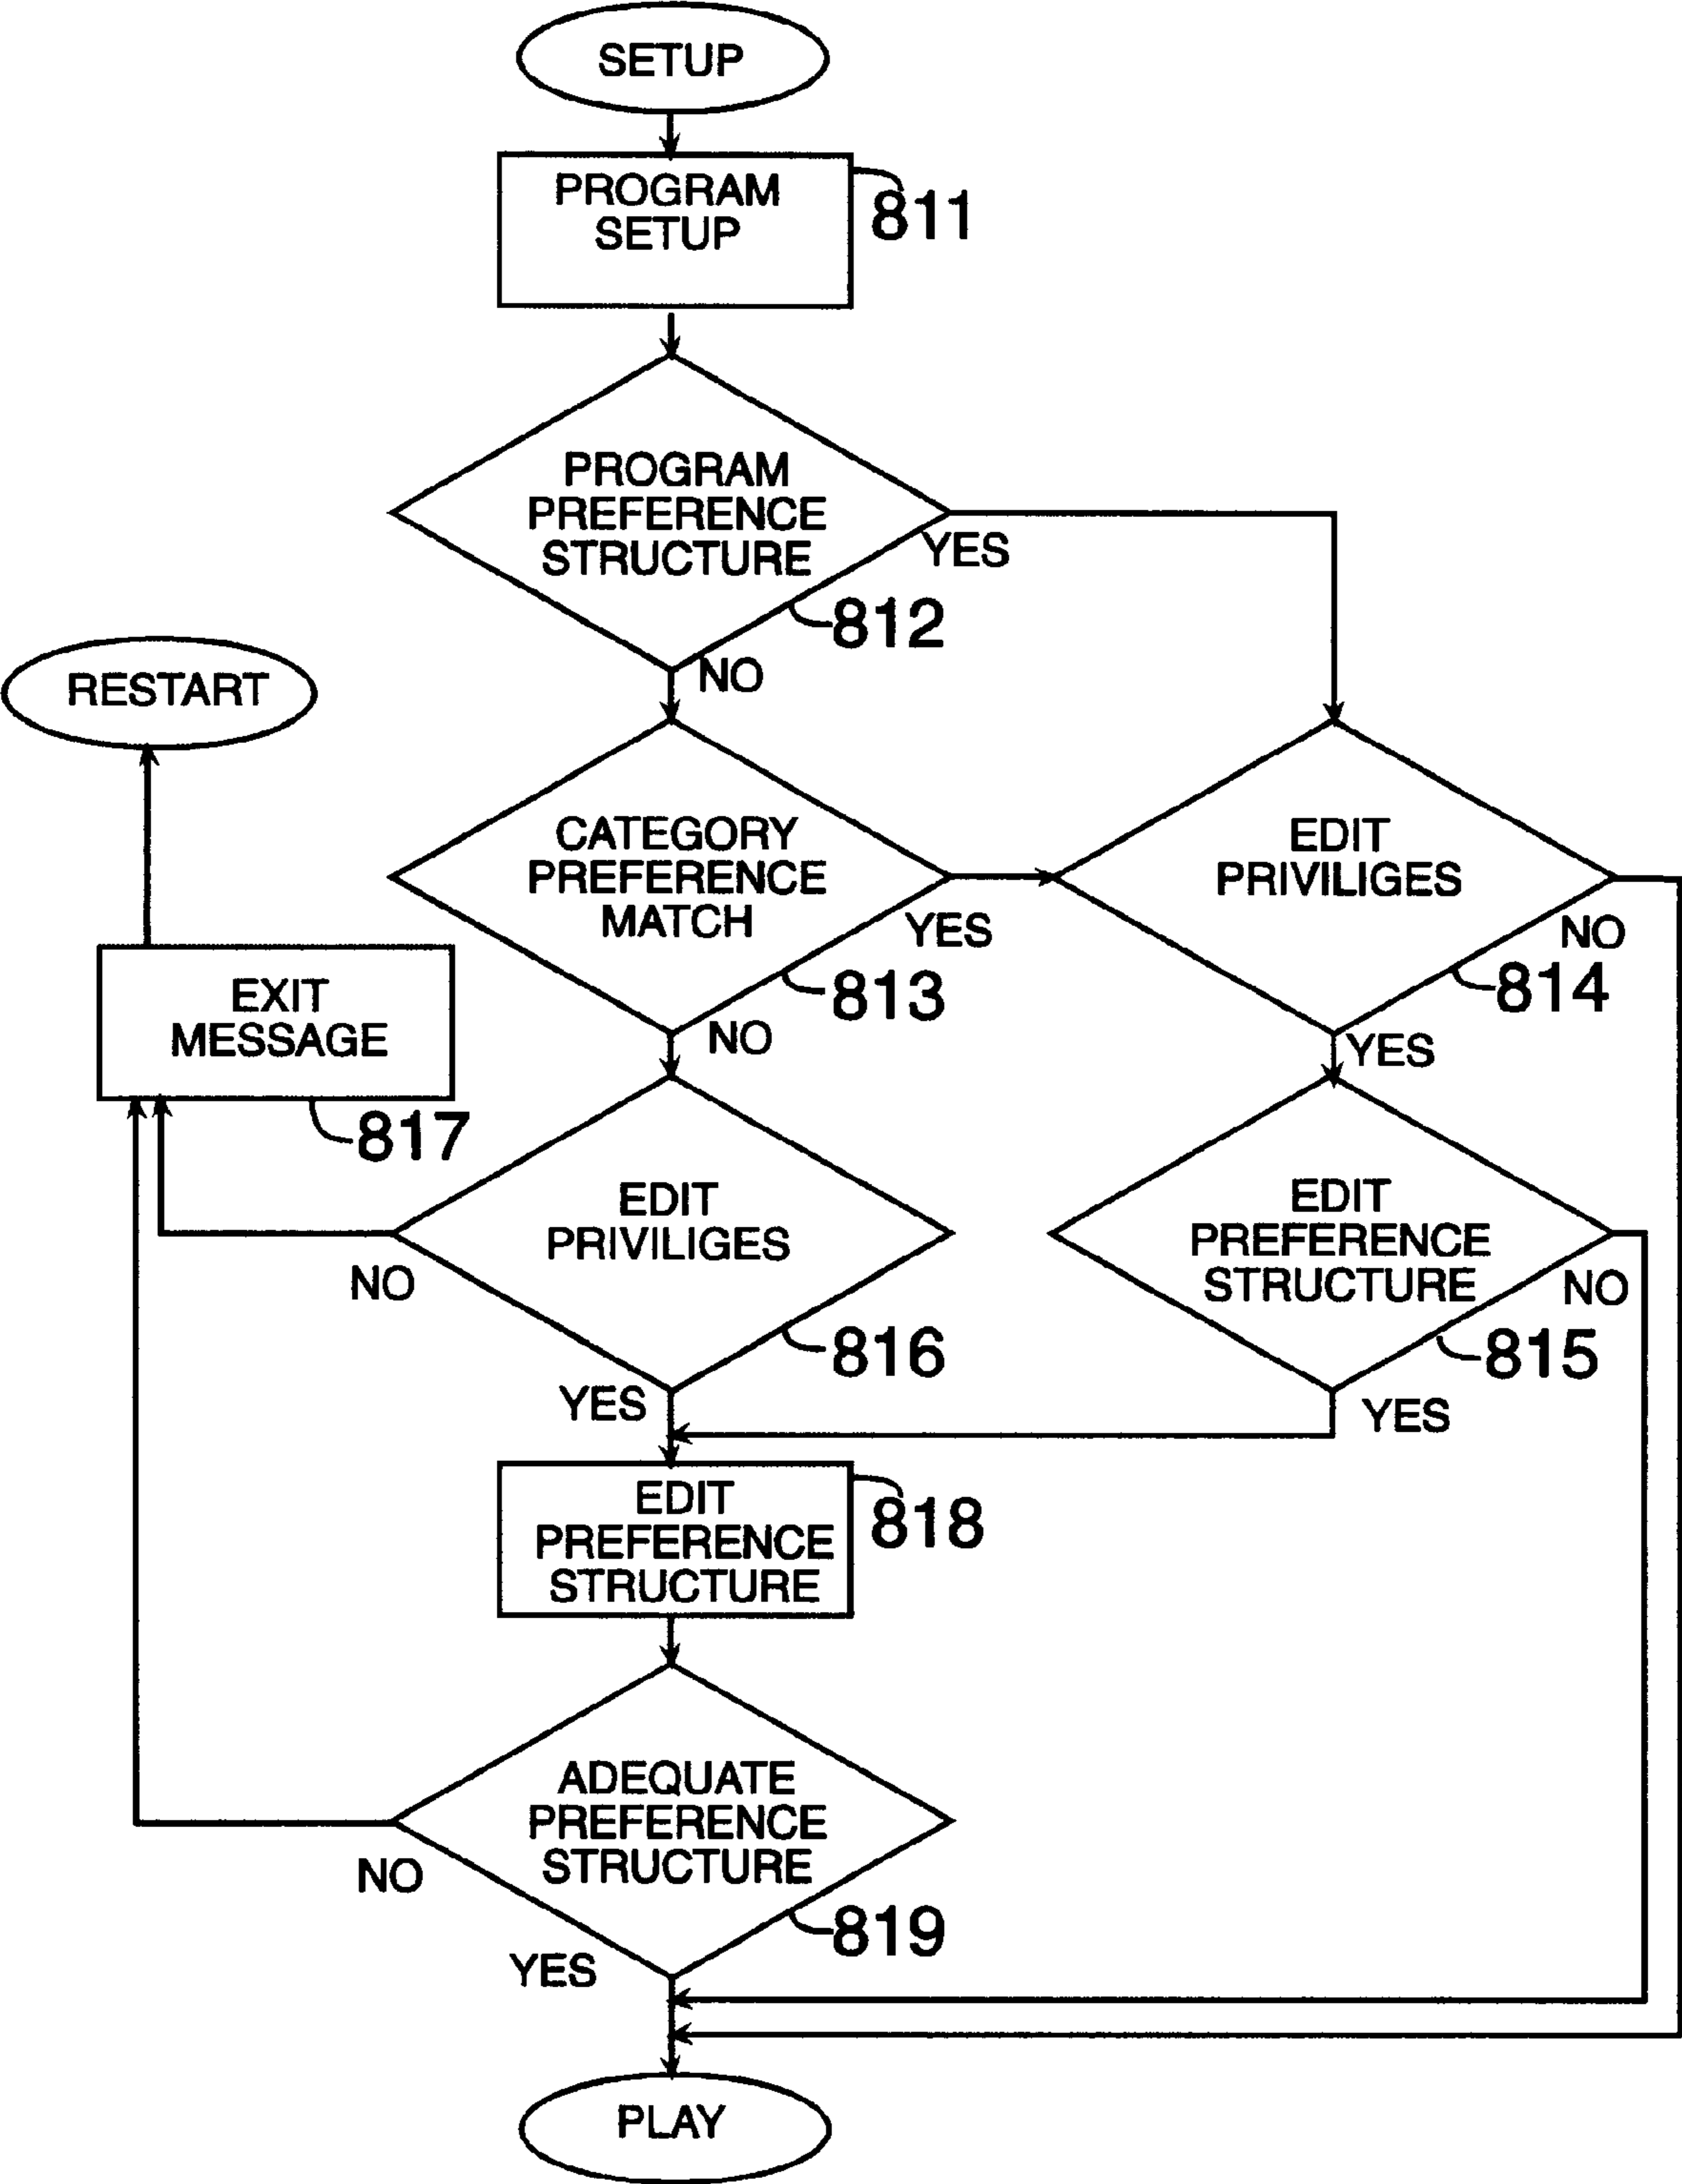 SETUP
PROGRAM
SETUP
811
PROGRAM
PREFERENCE
STRUCTURE
YES
812
NO
RESTART
CATEGORY
PREFERENCE
MATCH
YES
813
NO
EDIT
PRIVILIGES
NO
814
YES
EXIT
MESSAGE
817
EDIT
PRIVILIGES
NO
816
YES
EDIT
PREFERENCE
STRUCTURE
NO
815
YES
EDIT
PREFERENCE
STRUCTURE
818
ADEQUATE
PREFERENCE
STRUCTURE
NO
819
YES
PLAY